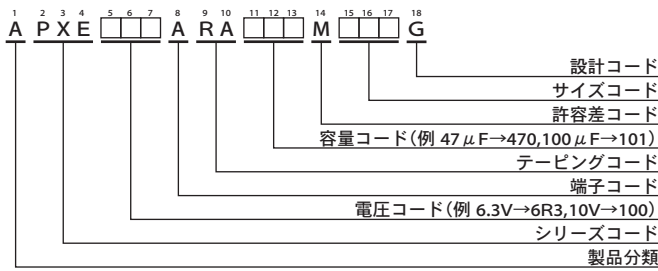 1 2 3 4 5 6 7 8 9 10 11 12 13 14 15 16 17 18
A PXE □□□ A RA □□□ M □□□ G
設計コード
サイズコード
許容差コード
容量コード(例 47μF→470,100μF→101)
テーピングコード
端子コード
電圧コード(例 6.3V→6R3,10V→100)
シリーズコード
製品分類